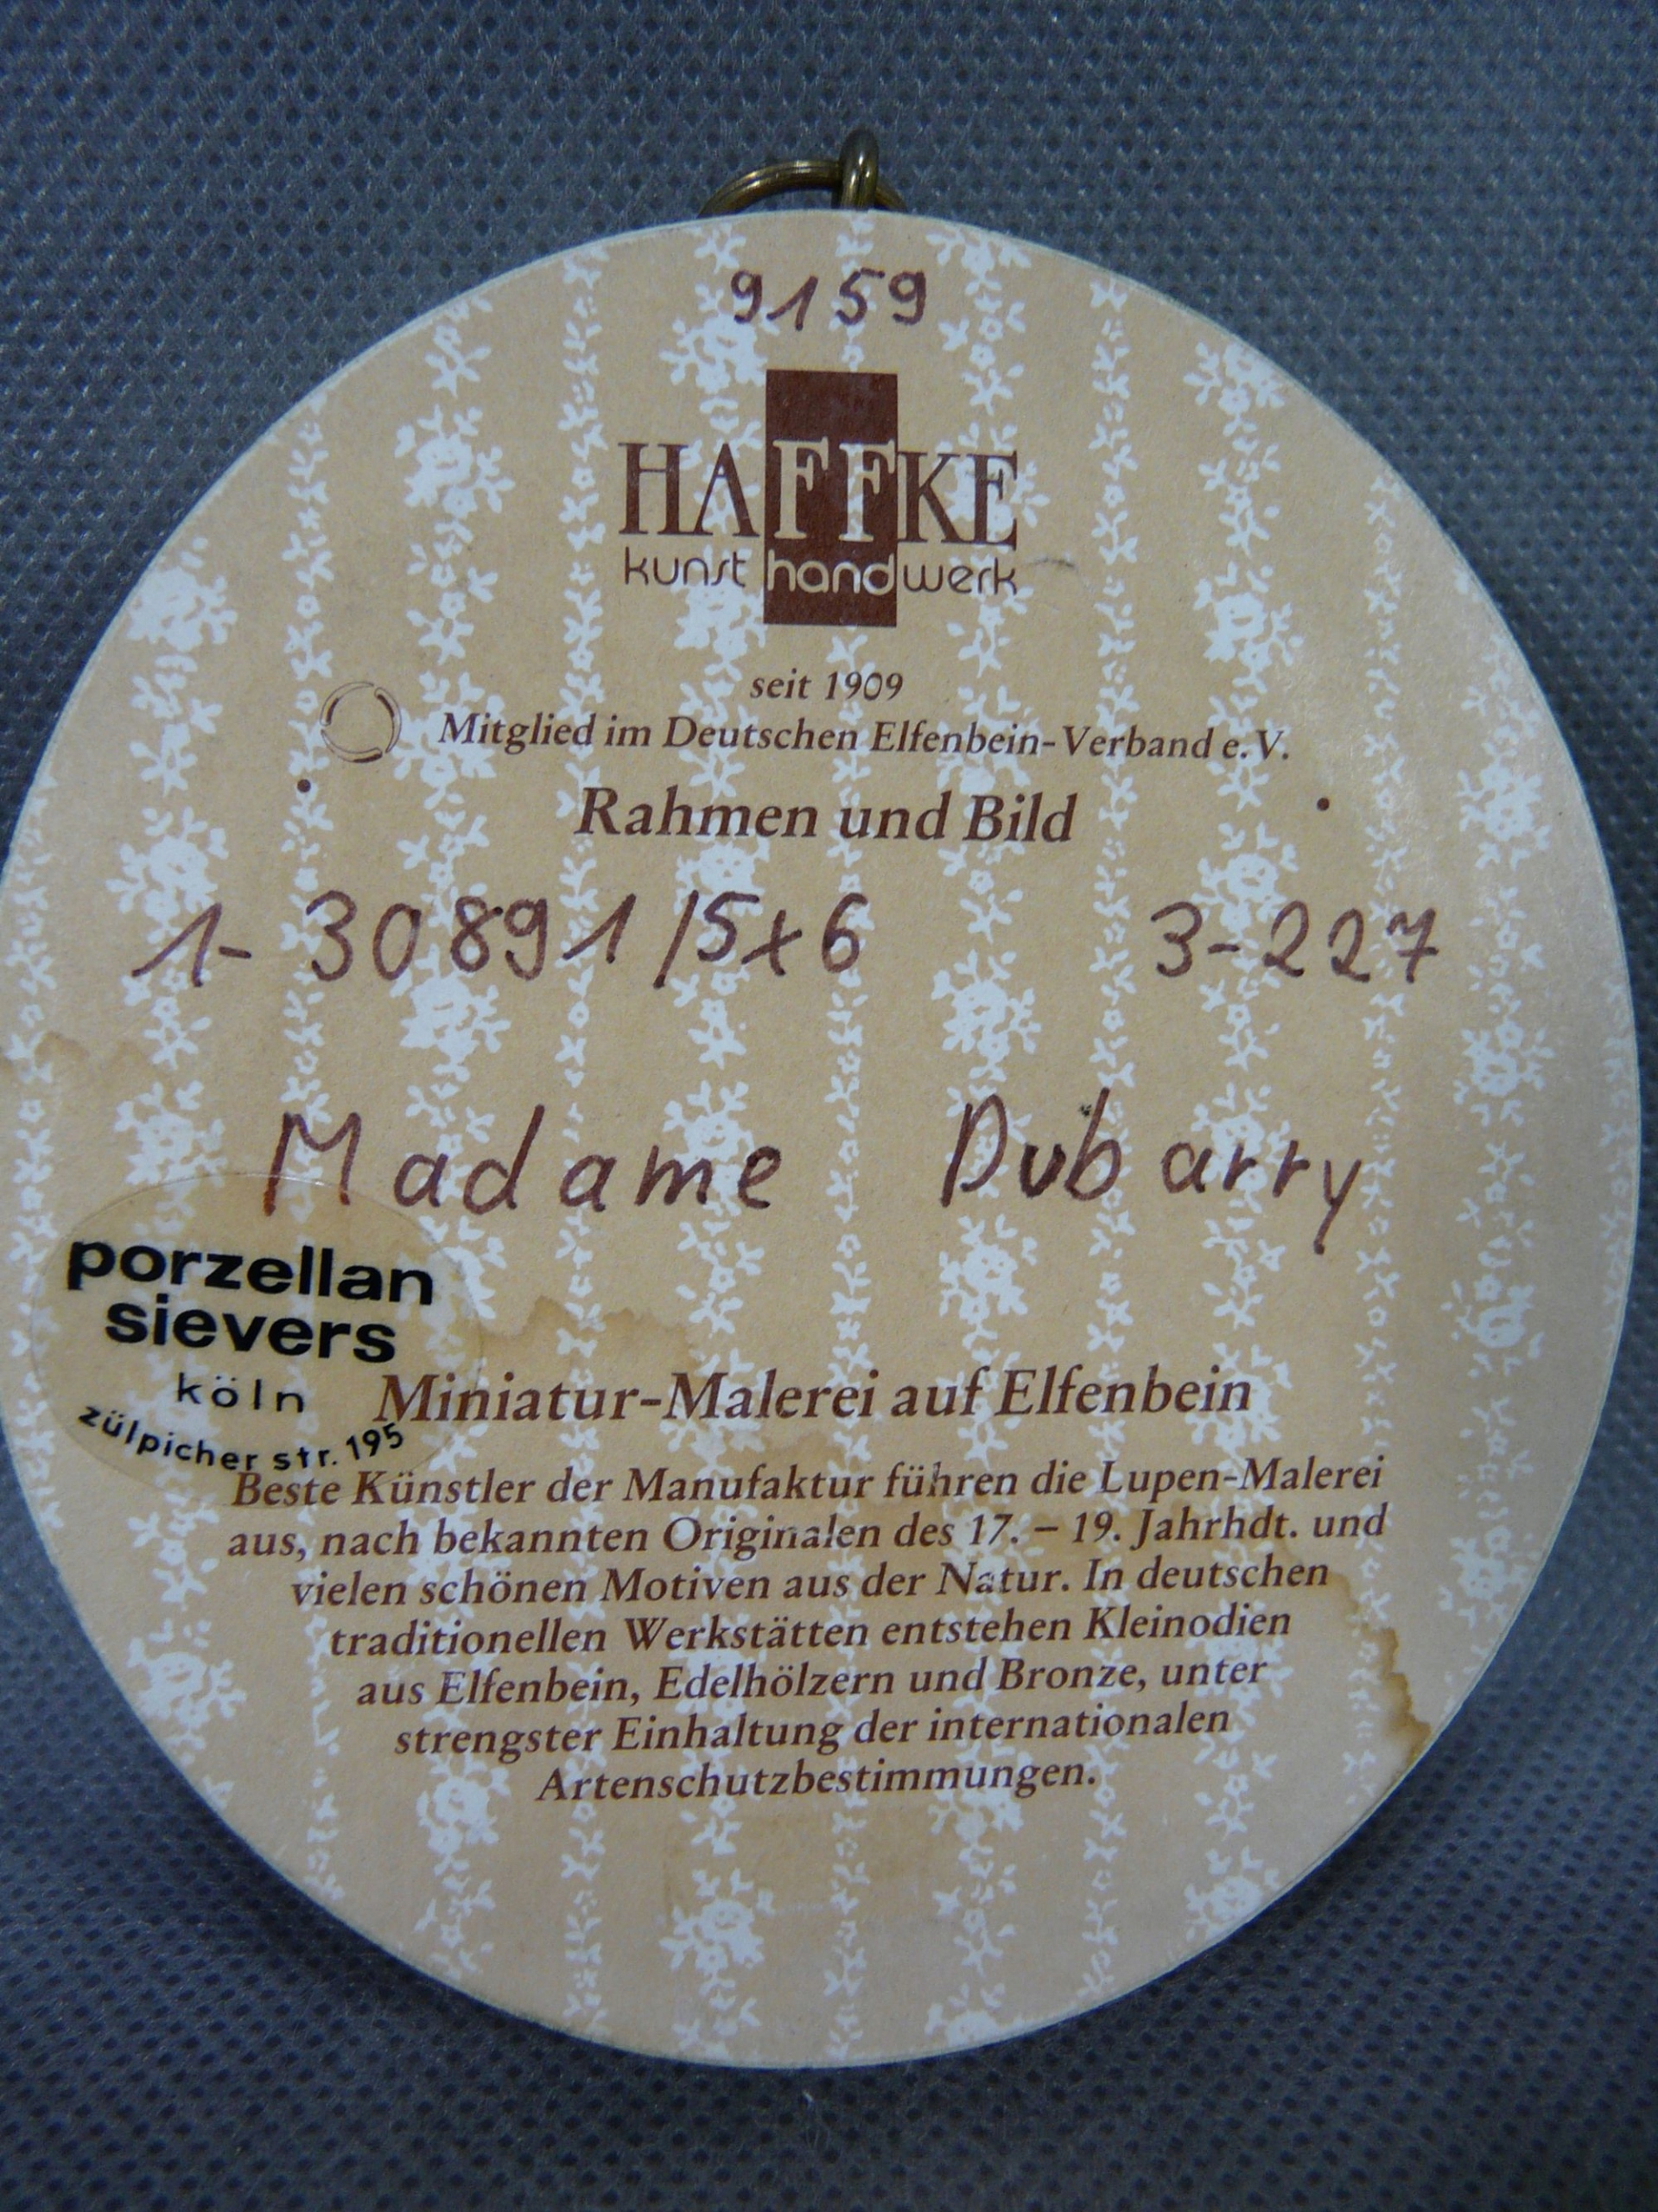 9159
HAFFKE
kunsthandwerk
seit 1909
Mitglied im Deutschen Elfenbein-Verband e.V.
Rahmen und Bild
1-30891/5x6 3-227
Madame Dubarry
porzellan
sievers
köln
zülpicher str. 195
Miniatur-Malerei auf Elfenbein
Beste Künstler der Manufaktur führen die Lupen-Malerei
aus, nach bekannten Originalen des 17. – 19. Jahrhdt. und
vielen schönen Motiven aus der Natur. In deutschen
traditionellen Werkstätten entstehen Kleinodien
aus Elfenbein, Edelhölzern und Bronze, unter
strengster Einhaltung der internationalen
Artenschutzbestimmungen.